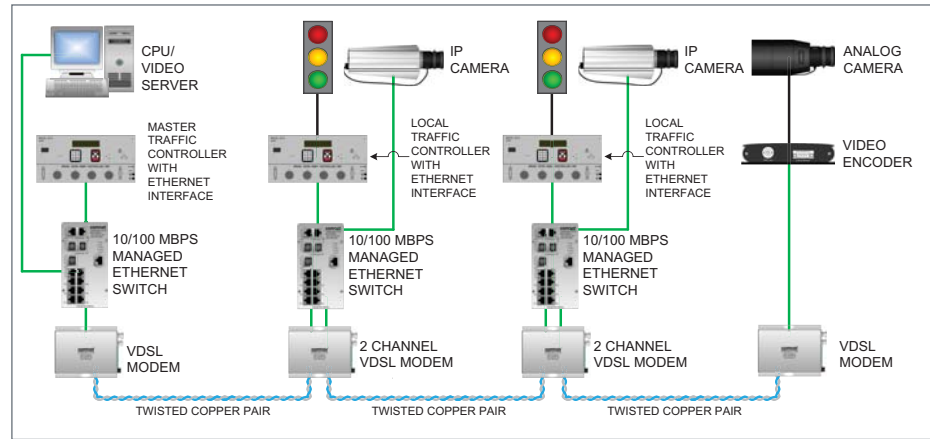 CPU/
VIDEO
SERVER
IP
CAMERA
IP
CAMERA
ANALOG
CAMERA
MASTER
TRAFFIC
CONTROLLER
WITH
ETHERNET
INTERFACE
LOCAL
TRAFFIC
CONTROLLER
WITH
ETHERNET
INTERFACE
LOCAL
TRAFFIC
CONTROLLER
WITH
ETHERNET
INTERFACE
VIDEO
ENCODER
10/100 MBPS
MANAGED
ETHERNET
SWITCH
10/100 MBPS
MANAGED
ETHERNET
SWITCH
10/100 MBPS
MANAGED
ETHERNET
SWITCH
VDSL
MODEM
2 CHANNEL
VDSL MODEM
2 CHANNEL
VDSL MODEM
VDSL
MODEM
TWISTED COPPER PAIR
TWISTED COPPER PAIR
TWISTED COPPER PAIR